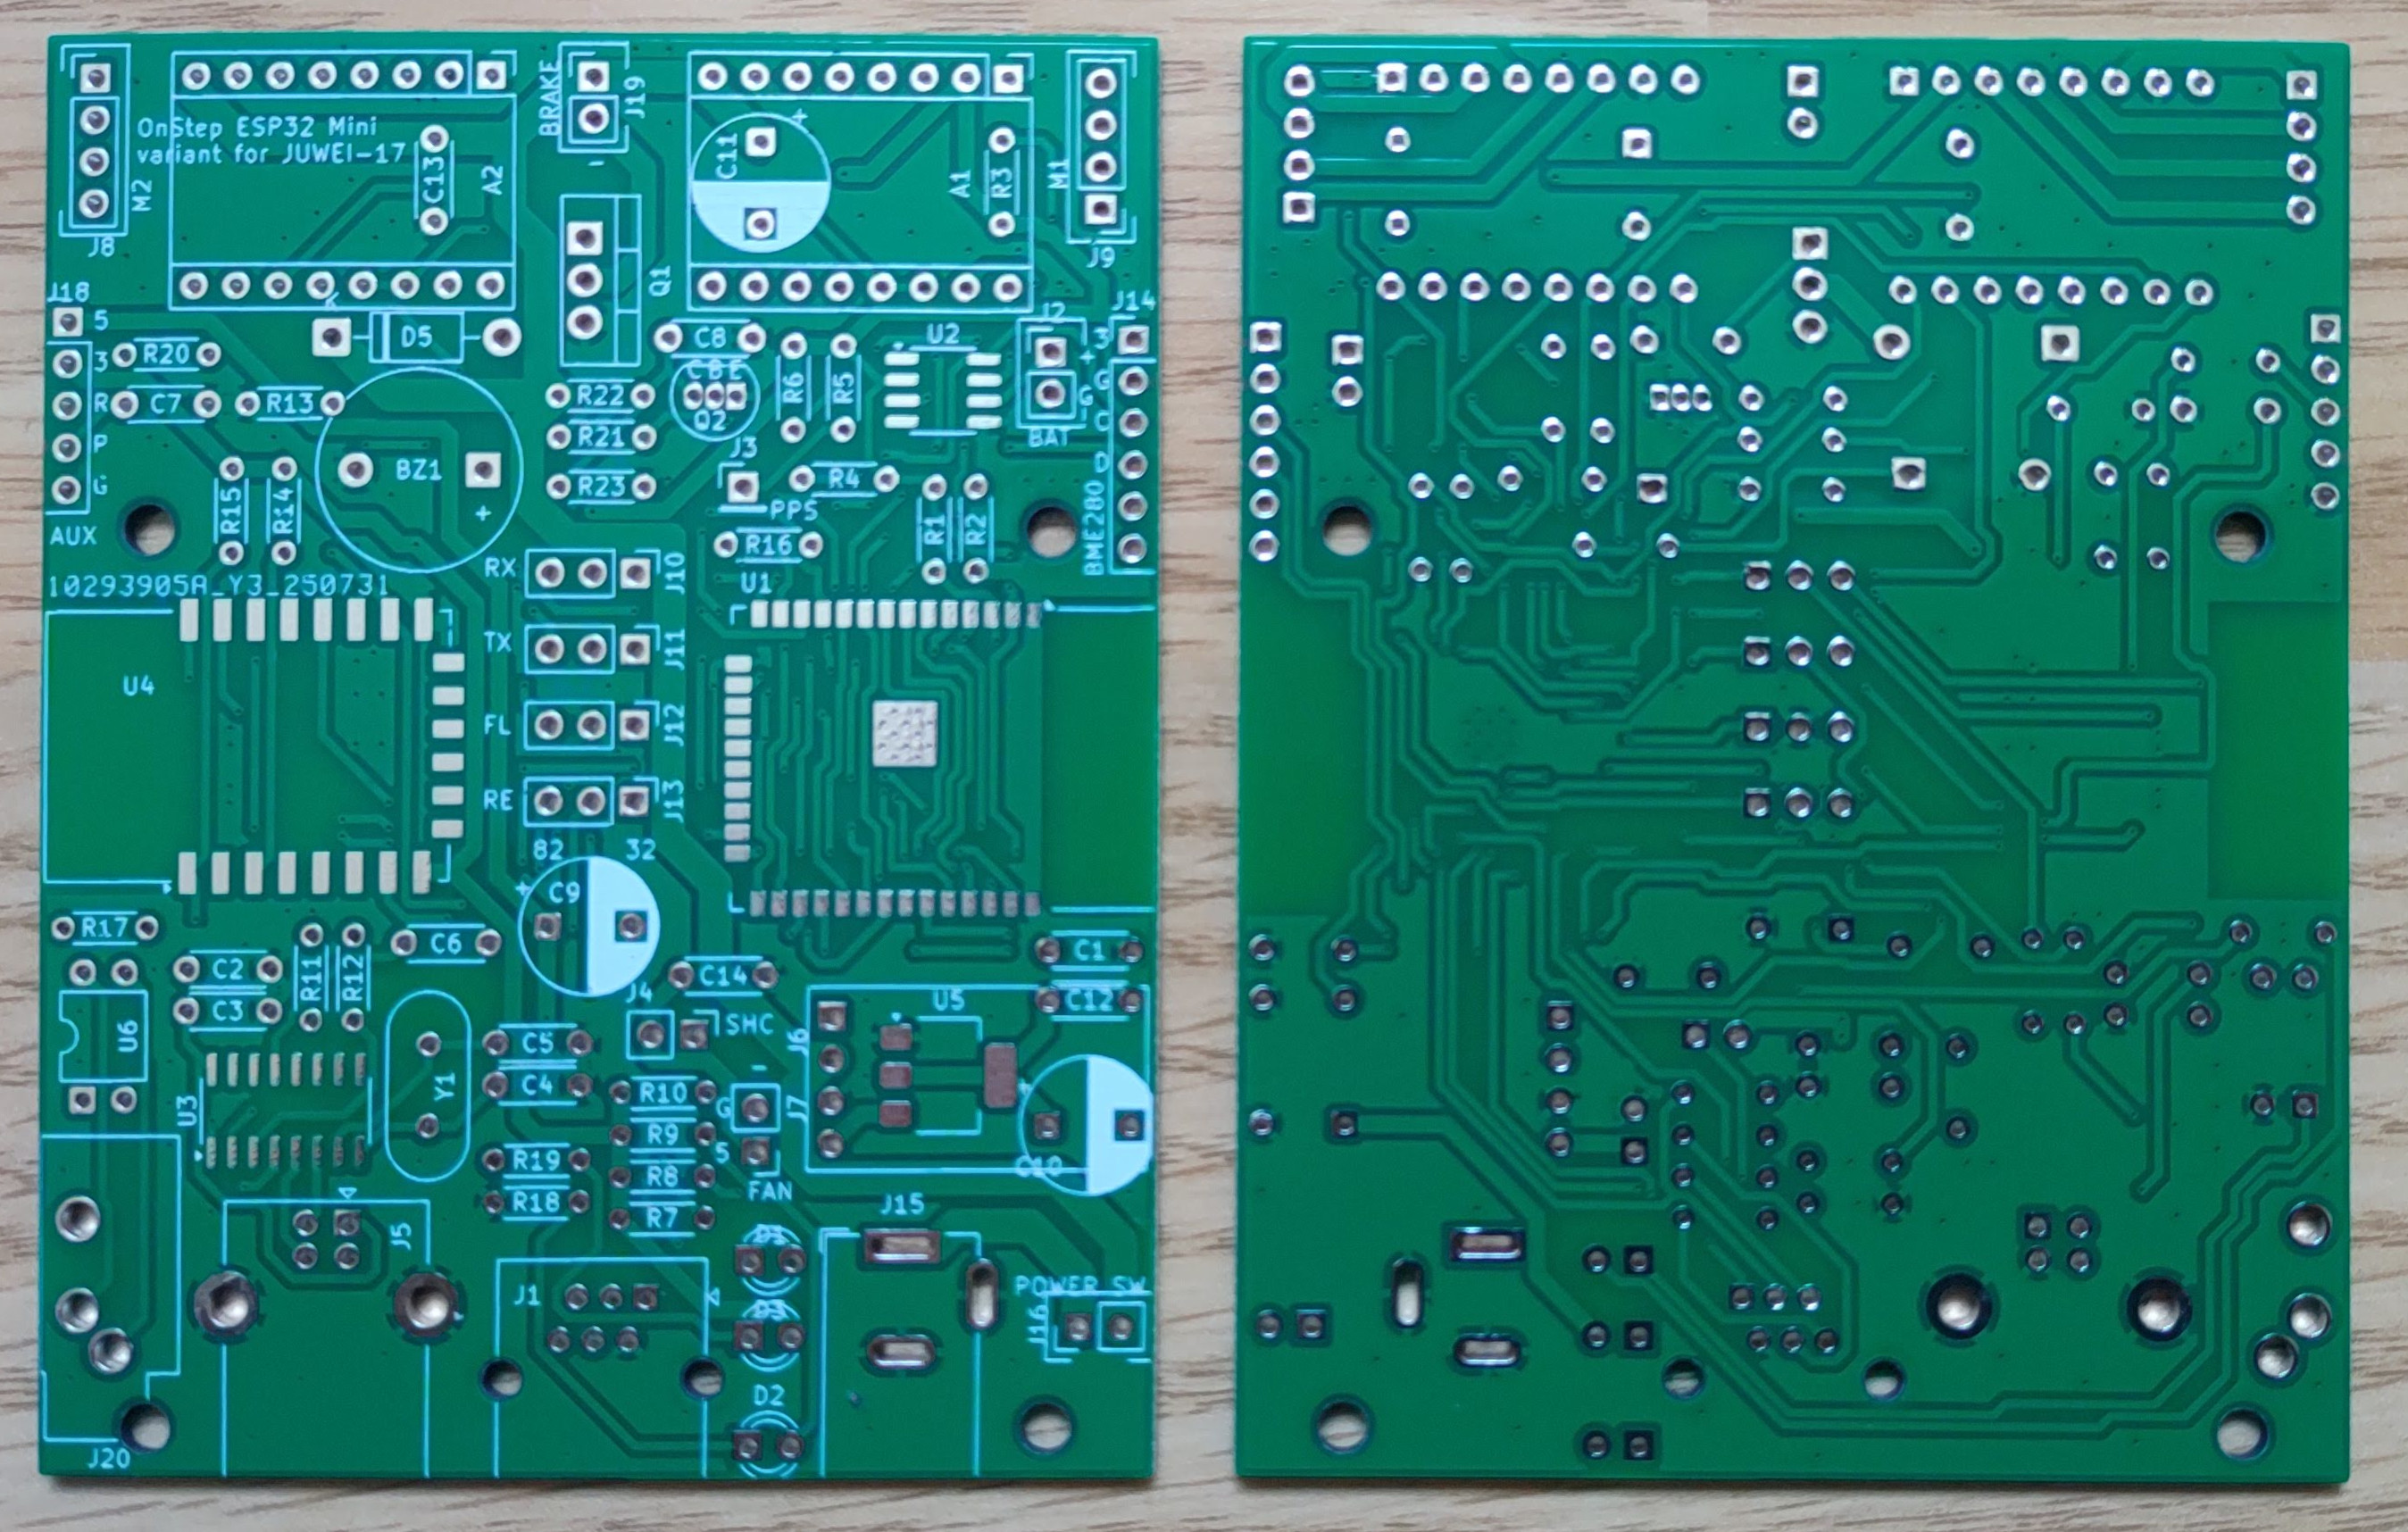 BRAKE
J19
OnStep ESP32 Mini
variant for JUWEI-17
M2
J8
C13
A2
C11
+
A1
R3
M1
J9
-
Q1
J18
5
3
R
P
G
AUX
K
D5
R20
C7
R13
BZ1
+
R15
R14
C8
C B E
Q2
R22
R21
R23
R6
R5
U2
J2
+
G
BAT
J14
3
G
C
D
BME280
J3
PPS
R4
R16
R1
R2
10293905A_Y3_250731
RX
J10
TX
J11
FL
J12
RE
J13
82
32
U1
U4
+
C9
R17
C2
C3
R11
R12
C6
C14
C1
C12
J4
SHC
U5
J6
J7
U6
U3
Y1
C5
C4
R10
R9
R8
R7
R19
R18
-
G
5
FAN
+
C10
J5
J1
D3
D2
J15
POWER SW
J16
J20